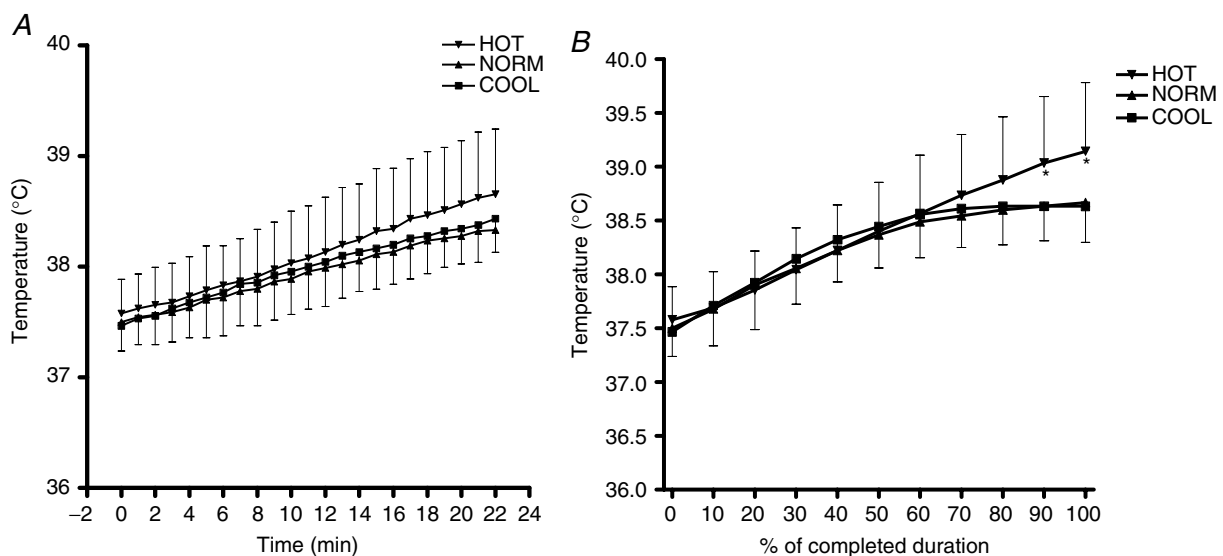 A
HOT
NORM
COOL
Temperature (°C)
40
39
38
37
36
−2 0 2 4 6 8 10 12 14 16 18 20 22 24
Time (min)
B
HOT
NORM
COOL
Temperature (°C)
40.0
39.5
39.0
38.5
38.0
37.5
37.0
36.5
36.0
*
*
0 10 20 30 40 50 60 70 80 90 100
% of completed duration